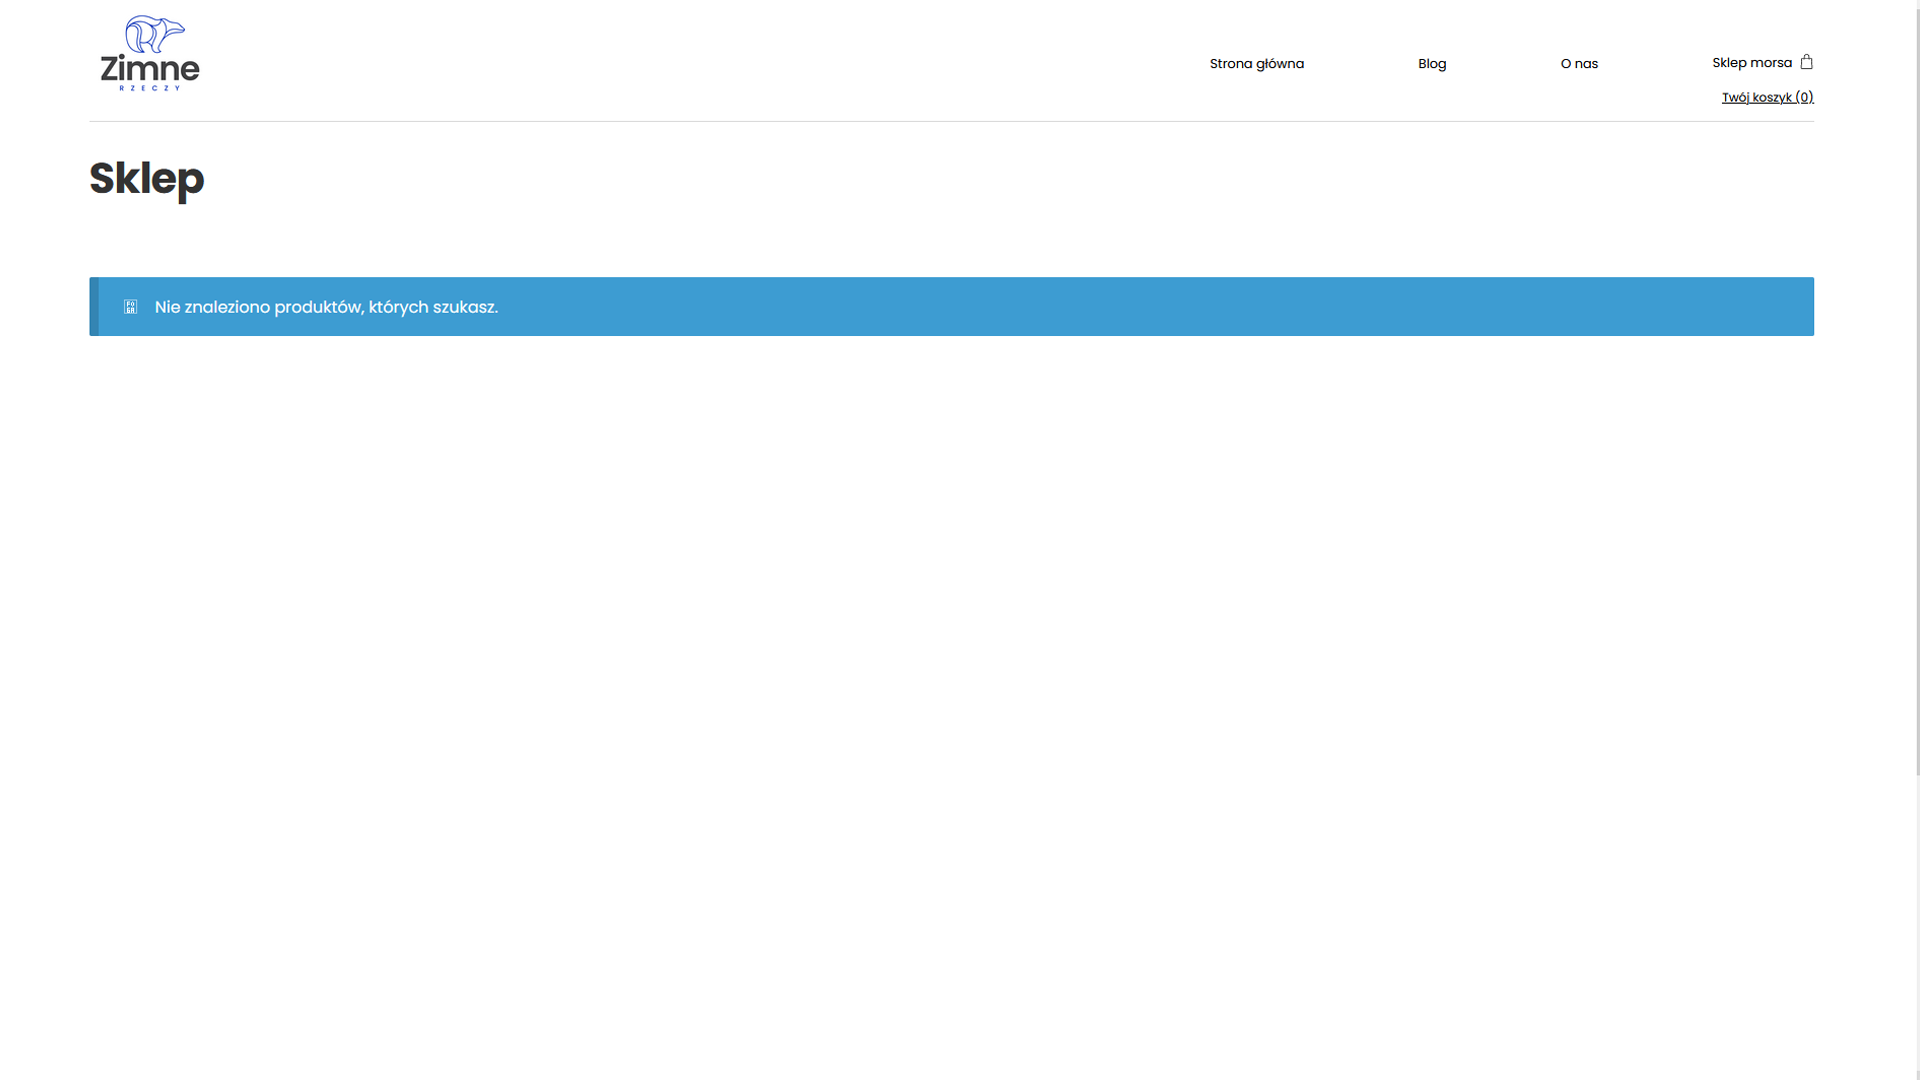 Zimne
RZECZY
Strona główna
Blog
O nas
Sklep morsa
Twój koszyk (0)
Sklep
Nie znaleziono produktów, których szukasz.